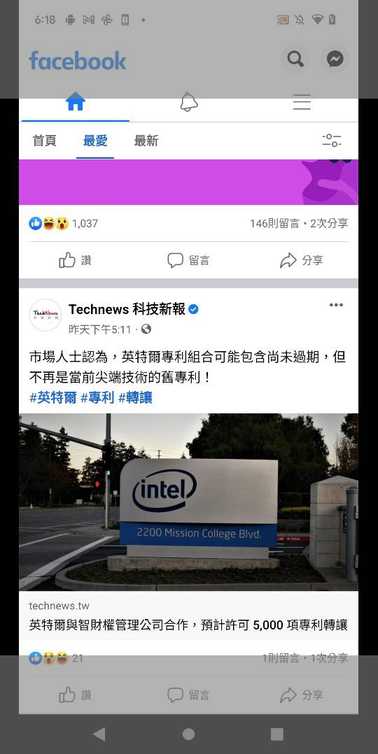 6:18
facebook
首頁 最愛 最新
1,037 146則留言・2次分享
讚 留言 分享
Technews 科技新報
昨天下午5:11
市場人士認為，英特爾專利組合可能包含尚未過期，但
不再是當前尖端技術的舊專利！
#英特爾 #專利 #轉讓
intel
2200 Mission College Blvd.
technews.tw
英特爾與智財權管理公司合作，預計許可 5,000 項專利轉讓
21 1則留言・1次分享
讚 留言 分享